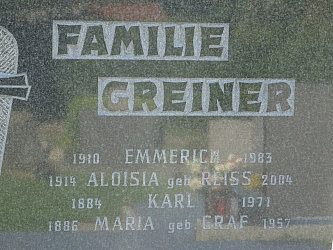 FAMILIE
GREINER
1910 EMMERICH 1983
1914 ALOISIA geb. REISS 2004
1884 KARL 1971
1886 MARIA geb. GRAF 1957